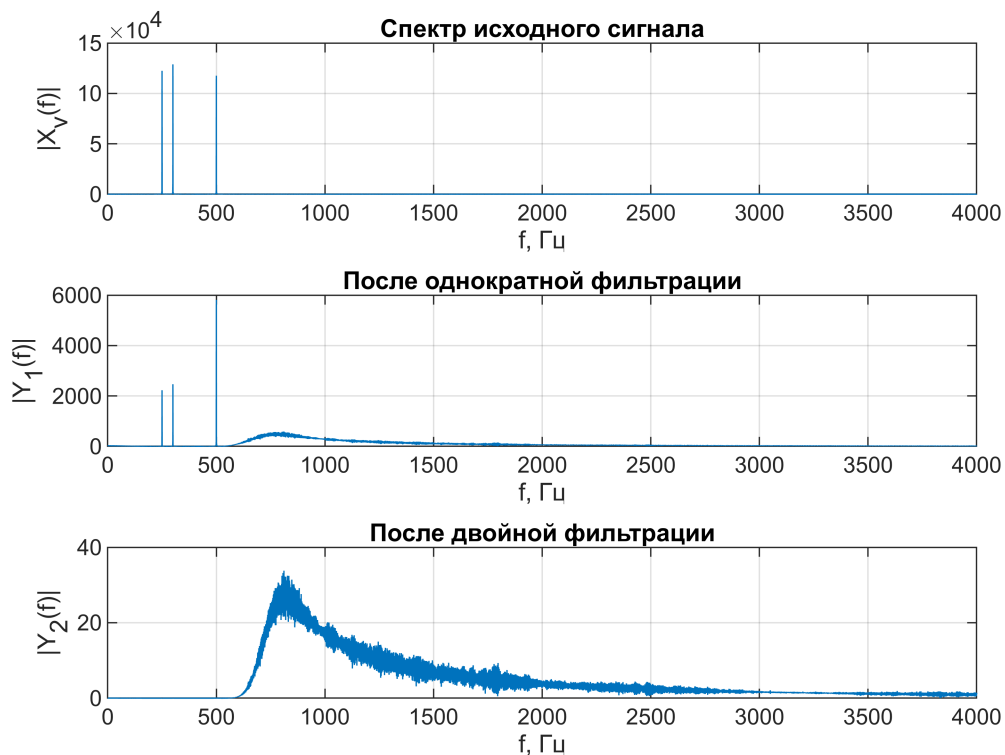 Спектр исходного сигнала
×10⁴
15
10
5
0
|X_v(f)|
0 500 1000 1500 2000 2500 3000 3500 4000
f, Гц
После однократной фильтрации
6000
4000
2000
0
|Y_1(f)|
0 500 1000 1500 2000 2500 3000 3500 4000
f, Гц
После двойной фильтрации
40
20
0
|Y_2(f)|
0 500 1000 1500 2000 2500 3000 3500 4000
f, Гц